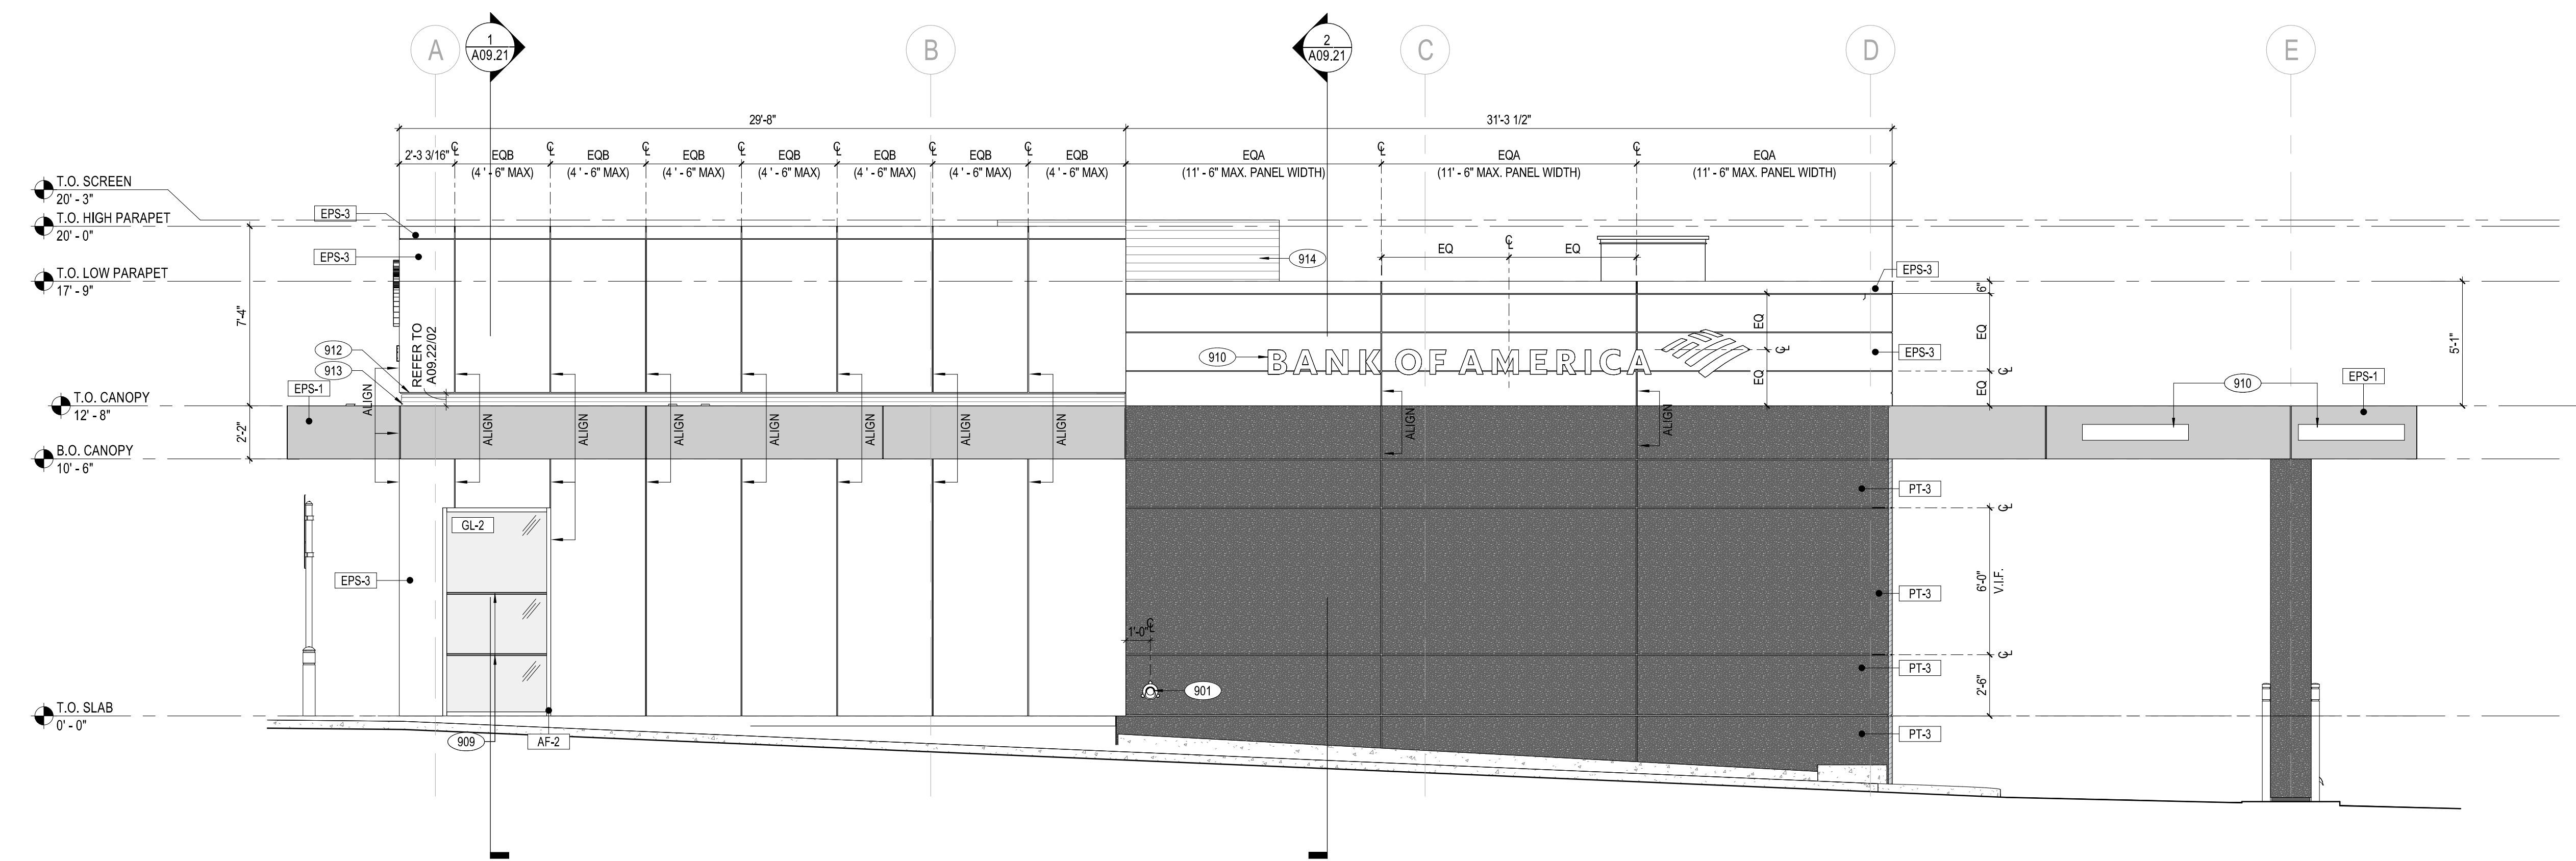 A
1
A09.21
B
2
A09.21
C
D
E
29'-8"
31'-3 1/2"
2'-3 3/16"
℄
EQB
(4 ' - 6" MAX)
℄
EQB
(4 ' - 6" MAX)
℄
EQB
(4 ' - 6" MAX)
℄
EQB
(4 ' - 6" MAX)
℄
EQB
(4 ' - 6" MAX)
℄
EQB
(4 ' - 6" MAX)
℄
EQB
(4 ' - 6" MAX)
EQA
(11' - 6" MAX. PANEL WIDTH)
℄
EQA
(11' - 6" MAX. PANEL WIDTH)
℄
EQA
(11' - 6" MAX. PANEL WIDTH)
T.O. SCREEN
20' - 3"
T.O. HIGH PARAPET
20' - 0"
T.O. LOW PARAPET
17' - 9"
T.O. CANOPY
12' - 8"
B.O. CANOPY
10' - 6"
T.O. SLAB
0' - 0"
EPS-3
EPS-3
7'-4"
2'-2"
912
913
EPS-1
REFER TO
A09.22/02
ALIGN
ALIGN
ALIGN
ALIGN
ALIGN
ALIGN
ALIGN
ALIGN
914
EQ
℄
EQ
EPS-3
6"
EQ
EQ
℄
EQ
℄
EQ
5'-1"
910
BANK OF AMERICA
EPS-3
ALIGN
ALIGN
910
EPS-1
GL-2
EPS-3
909
AF-2
1'-0"
℄
901
PT-3
PT-3
PT-3
PT-3
℄
6'-0"
V.I.F.
℄
2'-6"